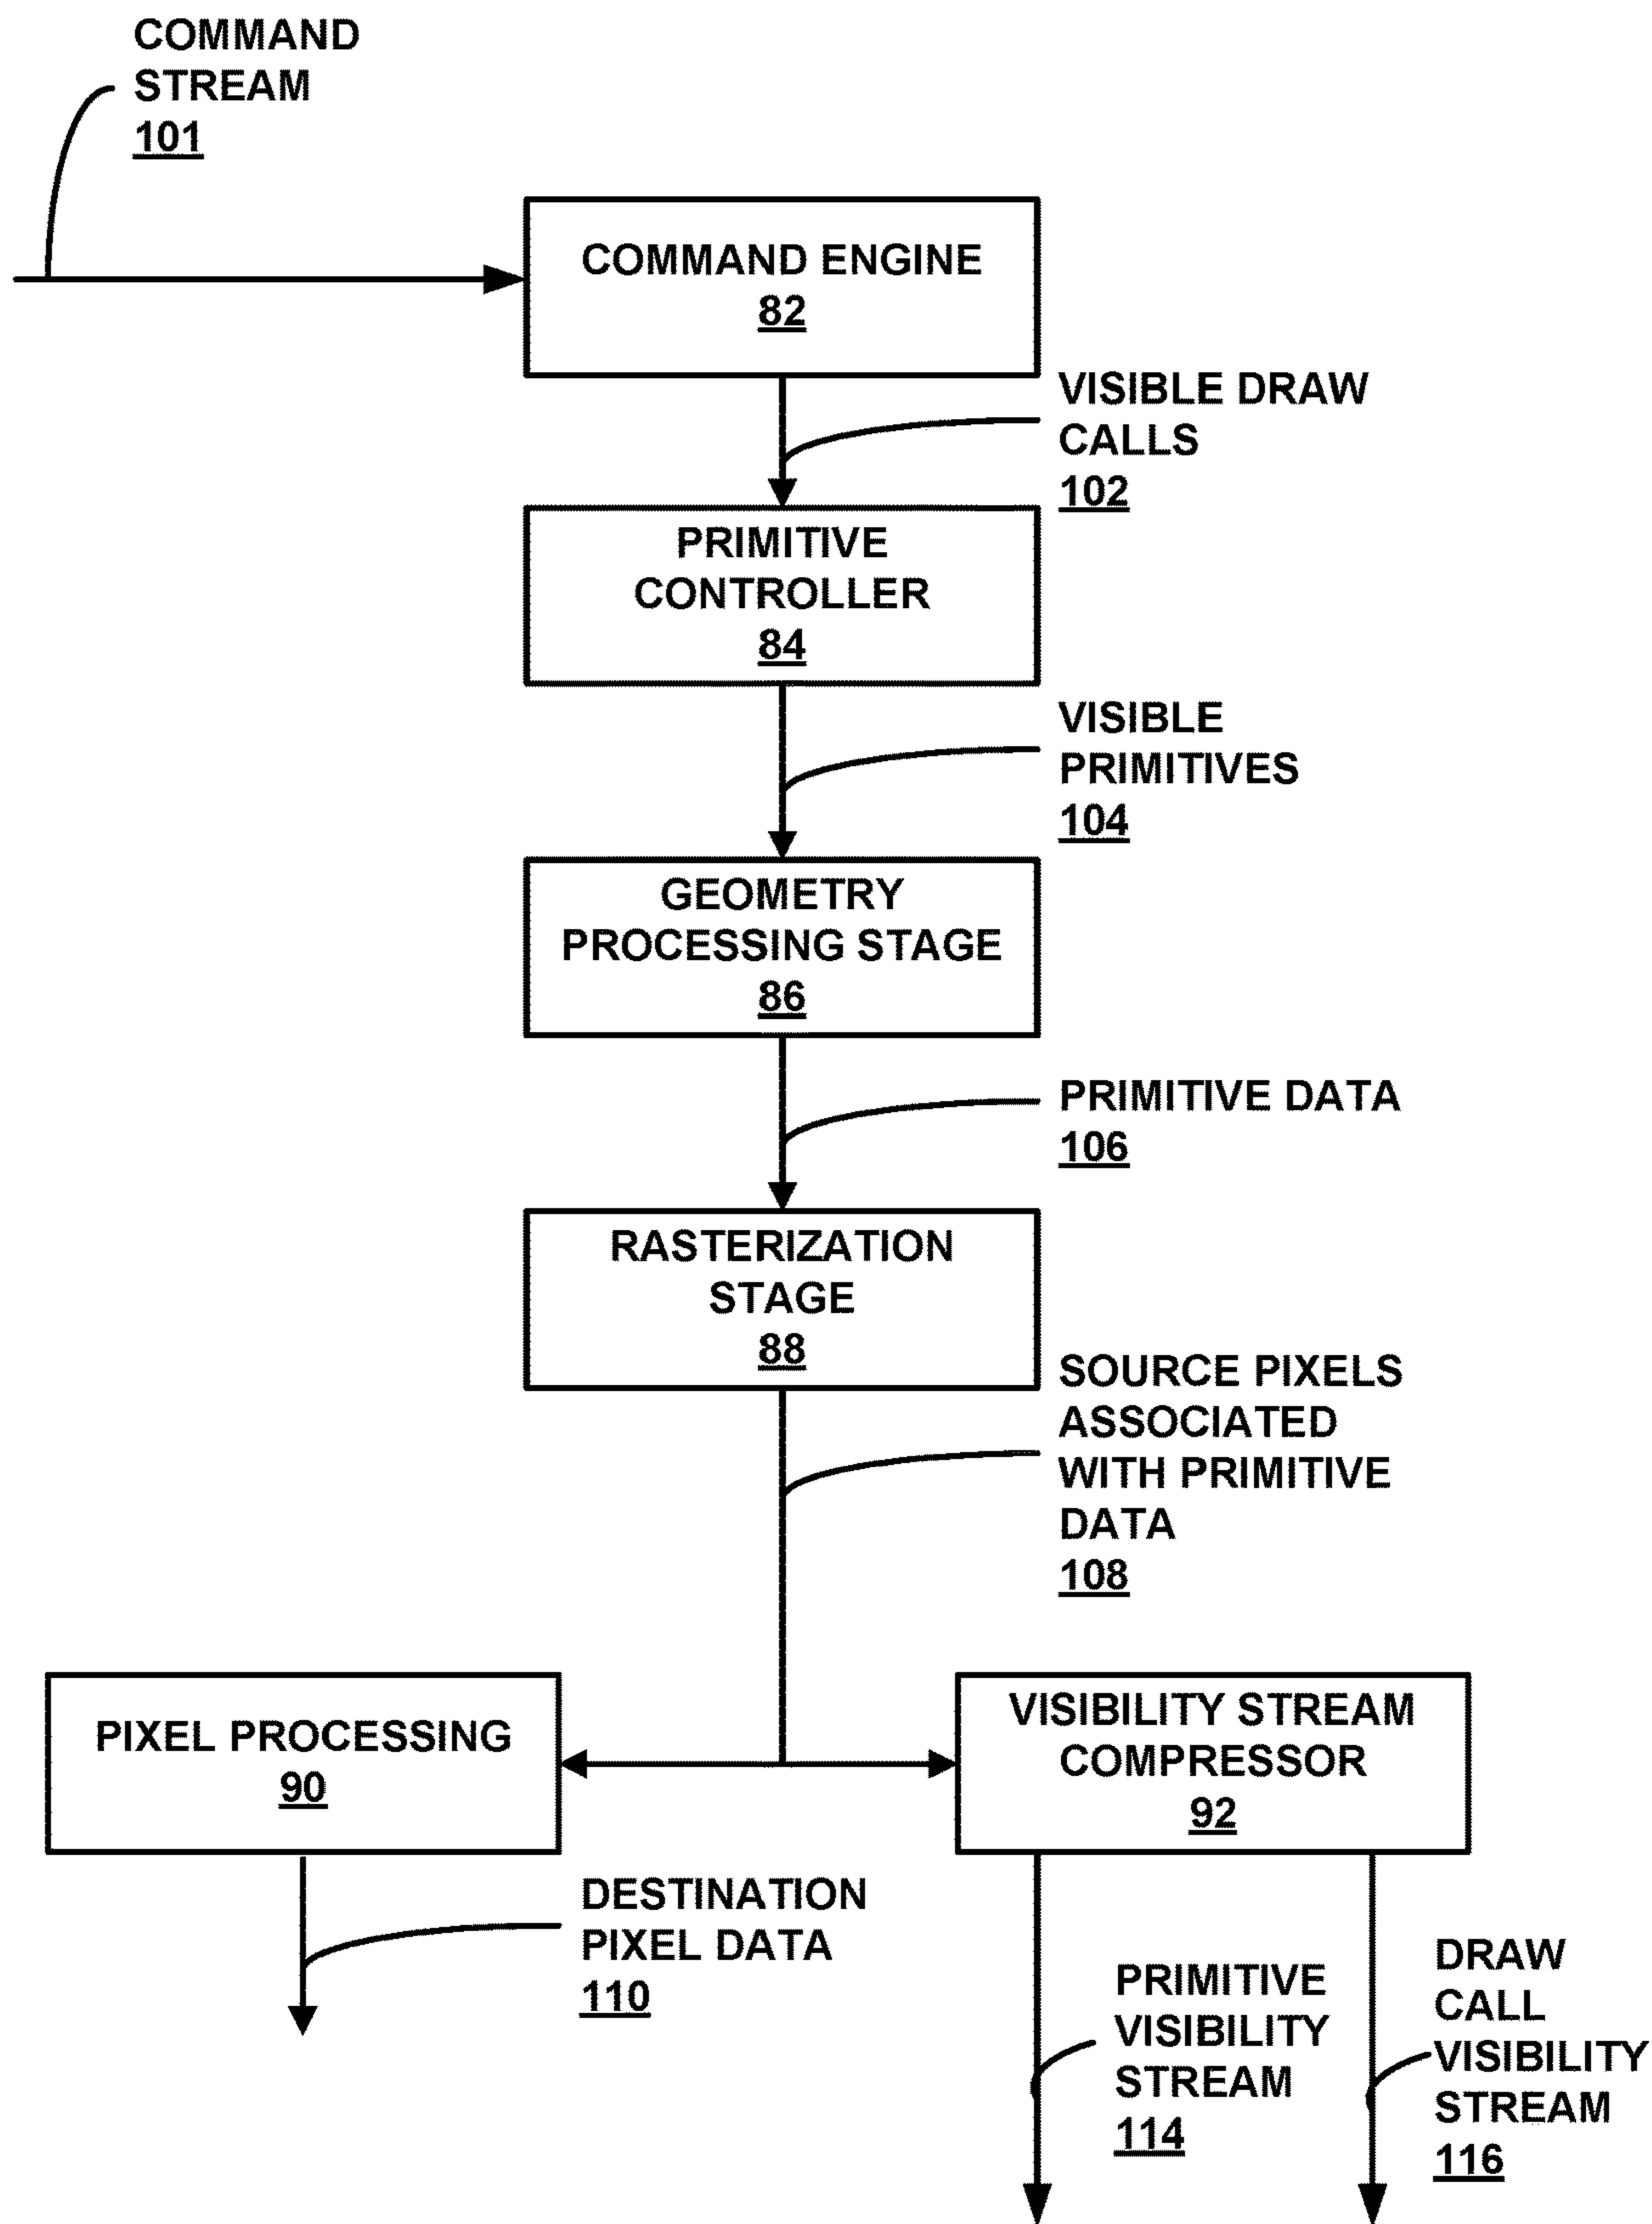 COMMAND
STREAM
101
COMMAND ENGINE
82
VISIBLE DRAW
CALLS
102
PRIMITIVE
CONTROLLER
84
VISIBLE
PRIMITIVES
104
GEOMETRY
PROCESSING STAGE
86
PRIMITIVE DATA
106
RASTERIZATION
STAGE
88
SOURCE PIXELS
ASSOCIATED
WITH PRIMITIVE
DATA
108
PIXEL PROCESSING
90
VISIBILITY STREAM
COMPRESSOR
92
DESTINATION
PIXEL DATA
110
PRIMITIVE
VISIBILITY
STREAM
114
DRAW
CALL
VISIBILITY
STREAM
116